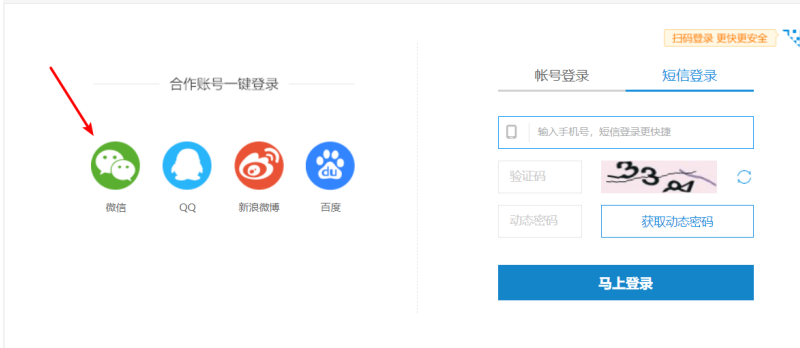 扫码登录 更快更安全
合作账号一键登录
微信
QQ
新浪微博
du
百度
帐号登录
短信登录
输入手机号，短信登录更快捷
验证码
动态密码
获取动态密码
马上登录